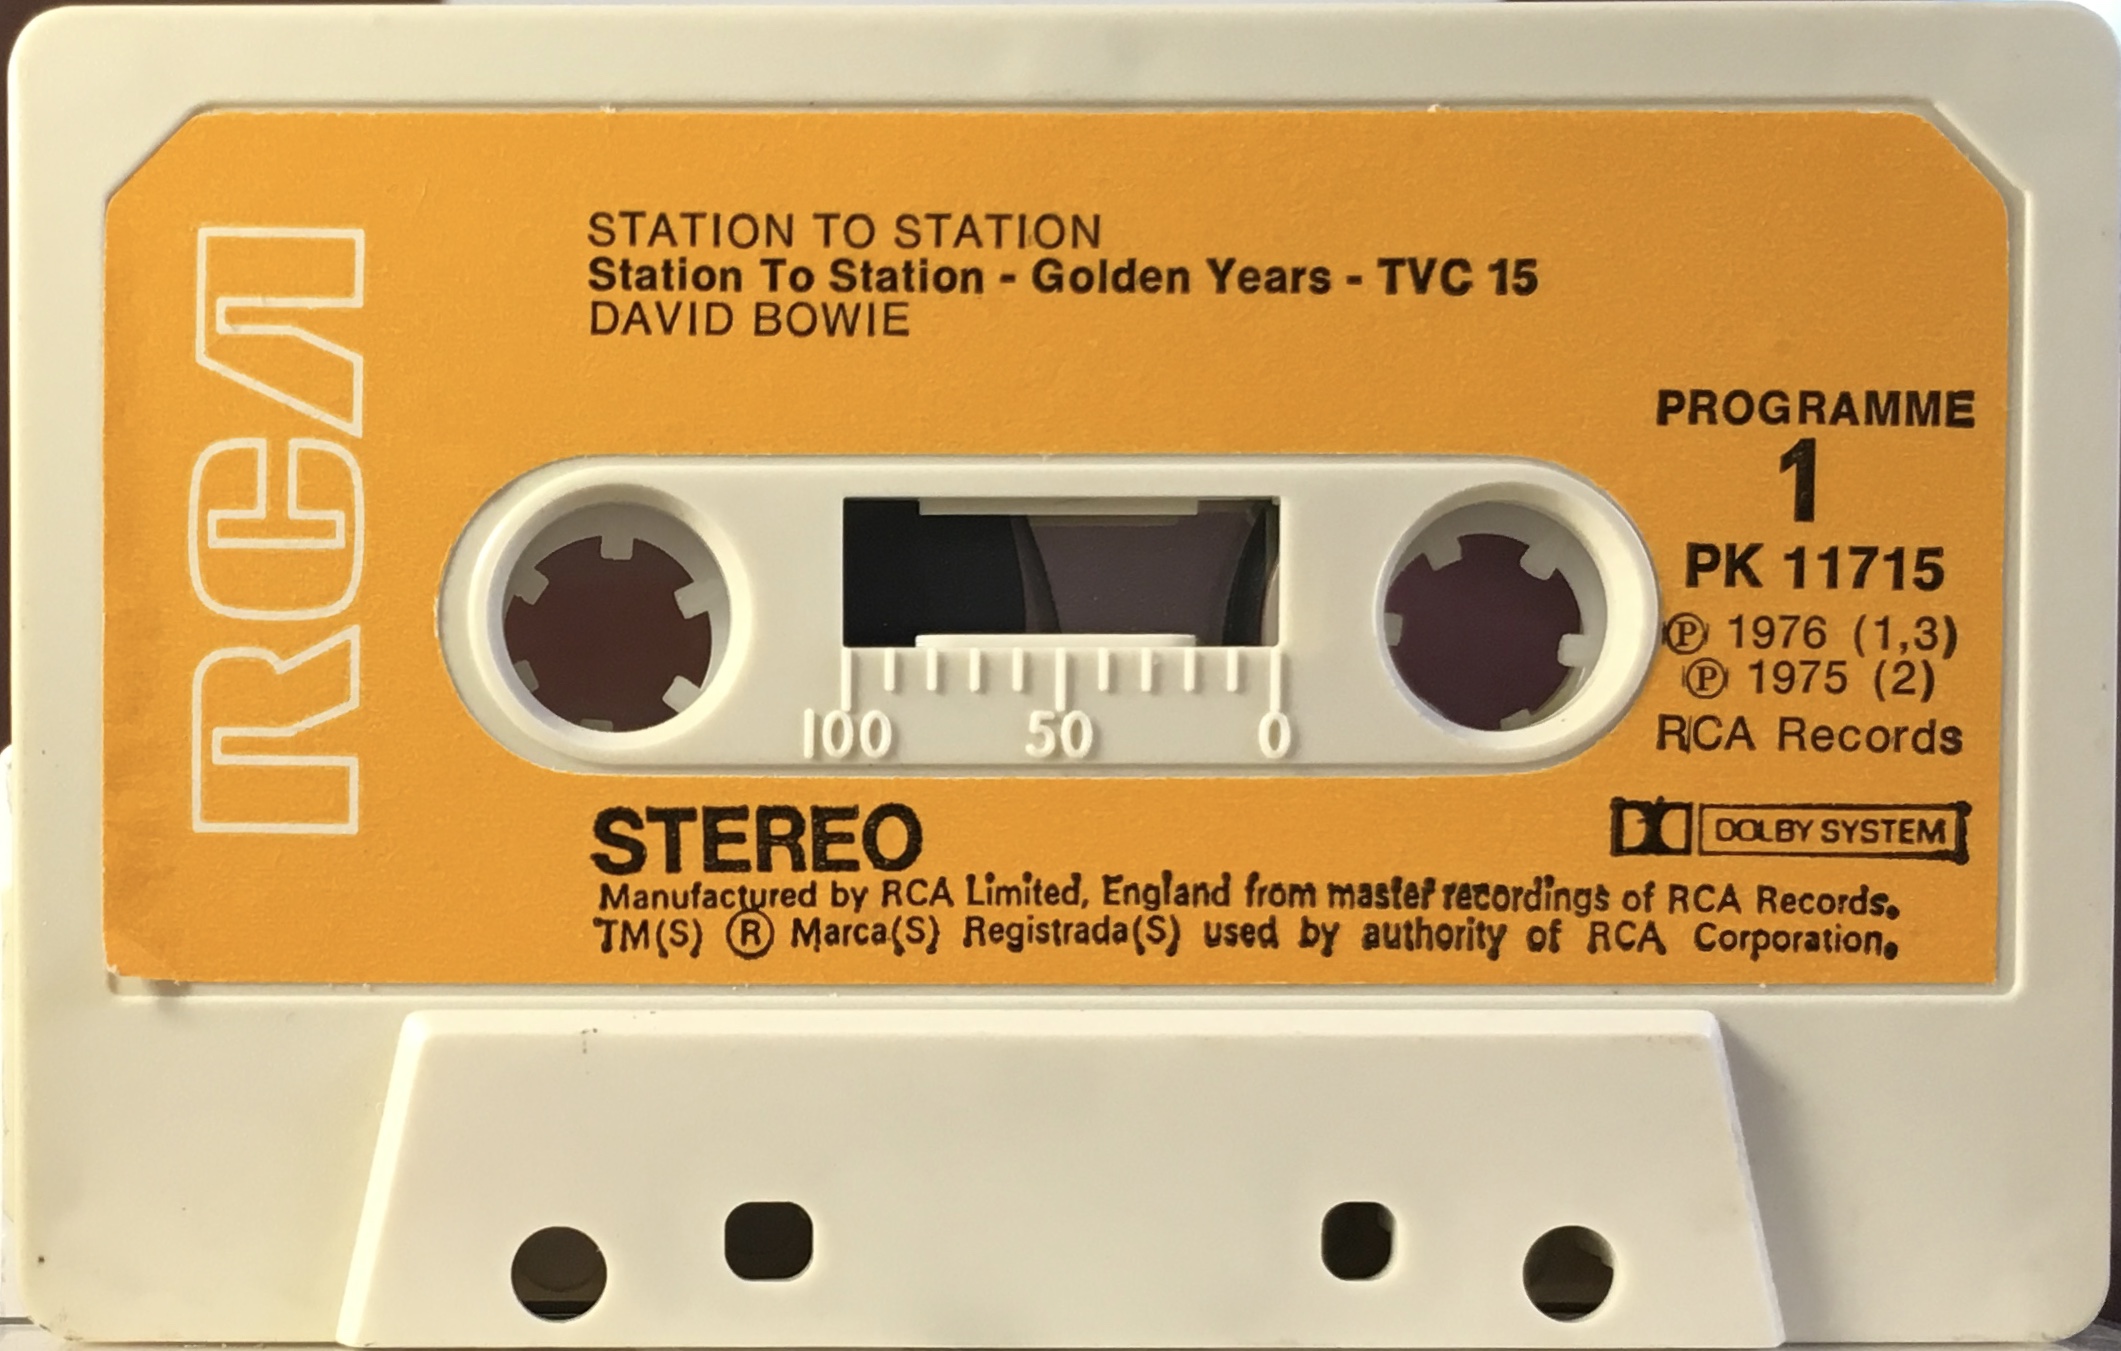 RCA
STATION TO STATION
Station To Station - Golden Years - TVC 15
DAVID BOWIE
PROGRAMME
1
PK 11715
Ⓟ 1976 (1,3)
Ⓟ 1975 (2)
RCA Records
100 50 0
STEREO
DOLBY SYSTEM
Manufactured by RCA Limited, England from master recordings of RCA Records.
TM(S) ® Marca(S) Registrada(S) used by authority of RCA Corporation.